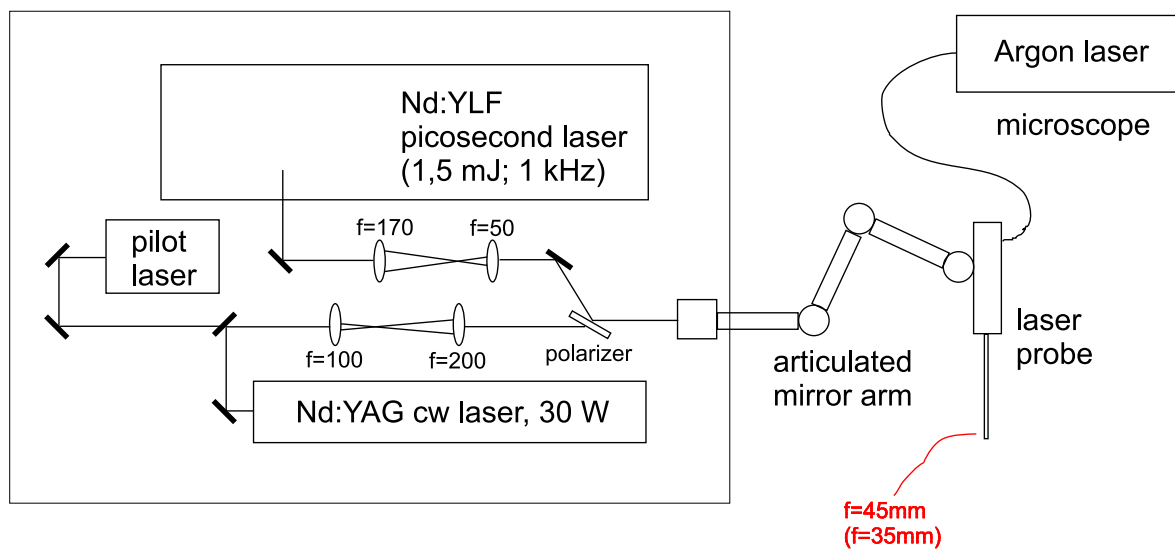 Argon laser
microscope
Nd:YLF
picosecond laser
(1,5 mJ; 1 kHz)
f=170
f=50
pilot
laser
f=100
f=200
polarizer
Nd:YAG cw laser, 30 W
articulated
mirror arm
laser
probe
f=45mm
(f=35mm)